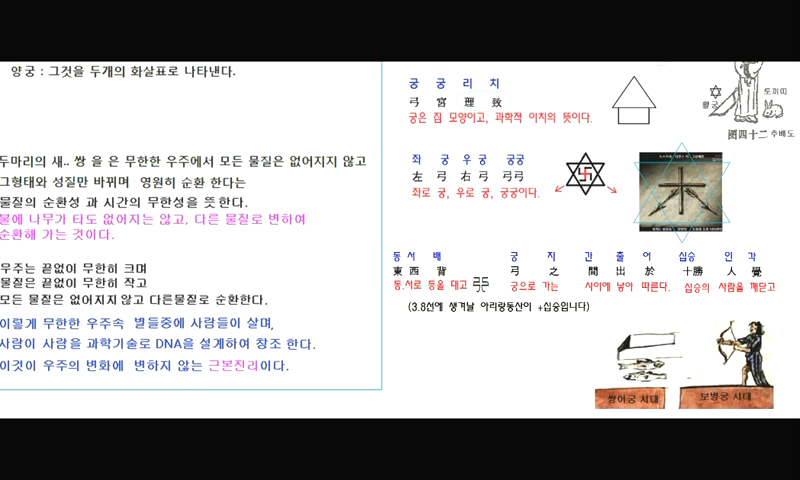 양궁 : 그것을 두개의 화살표로 나타낸다.
두마리의 새.. 쌍 을 은 무한한 우주에서 모든 물질은 없어지지 않고
그형태와 성질만 바뀌며 영원히 순환 한다는
물질의 순환성 과 시간의 무한성을 뜻 한다.
물에 나무가 타도 없어지는 않고, 다른 물질로 변하여
순환해 가는 것이다.
우주는 끝없이 무한히 크며
물질은 끝없이 무한히 작고
모든 물질은 없어지지않고 다른물질로 순환한다.
이렇게 무한한 우주속 별들중에 사람들이 살며,
사람이 사람을 과학기술로 DNA을 설계하여 창조 한다.
이것이 우주의 변화에 변하지 않는 근본진리이다.
궁 궁 리 치
弓 宮 理 致
궁은 집 모양이고, 과학적 이치의 뜻이다.
좌 궁 우 궁 궁궁
左 弓 右 弓 弓弓
좌로 궁, 우로 궁, 궁궁이다.
동 서 배 궁 지 간 출 어 십승 인 각
東 西 背 弓 之 間 出 於 十勝 人 覺
동.서로 등을 대고 궁으로 가는 사이에 낳아 따른다. 십승의 사람을 깨닫고
(3.8선에 생겨날 아리랑동산이 +십승입니다)
토끼띠
활궁
쌍어궁 시대
보병궁 시대